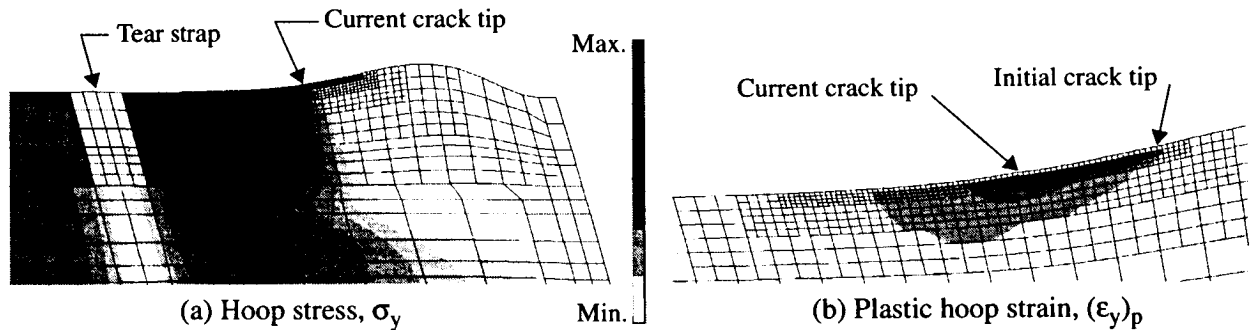 Tear strap
Current crack tip
Max.
Min.
(a) Hoop stress, σy
Current crack tip
Initial crack tip
(b) Plastic hoop strain, (εy)p